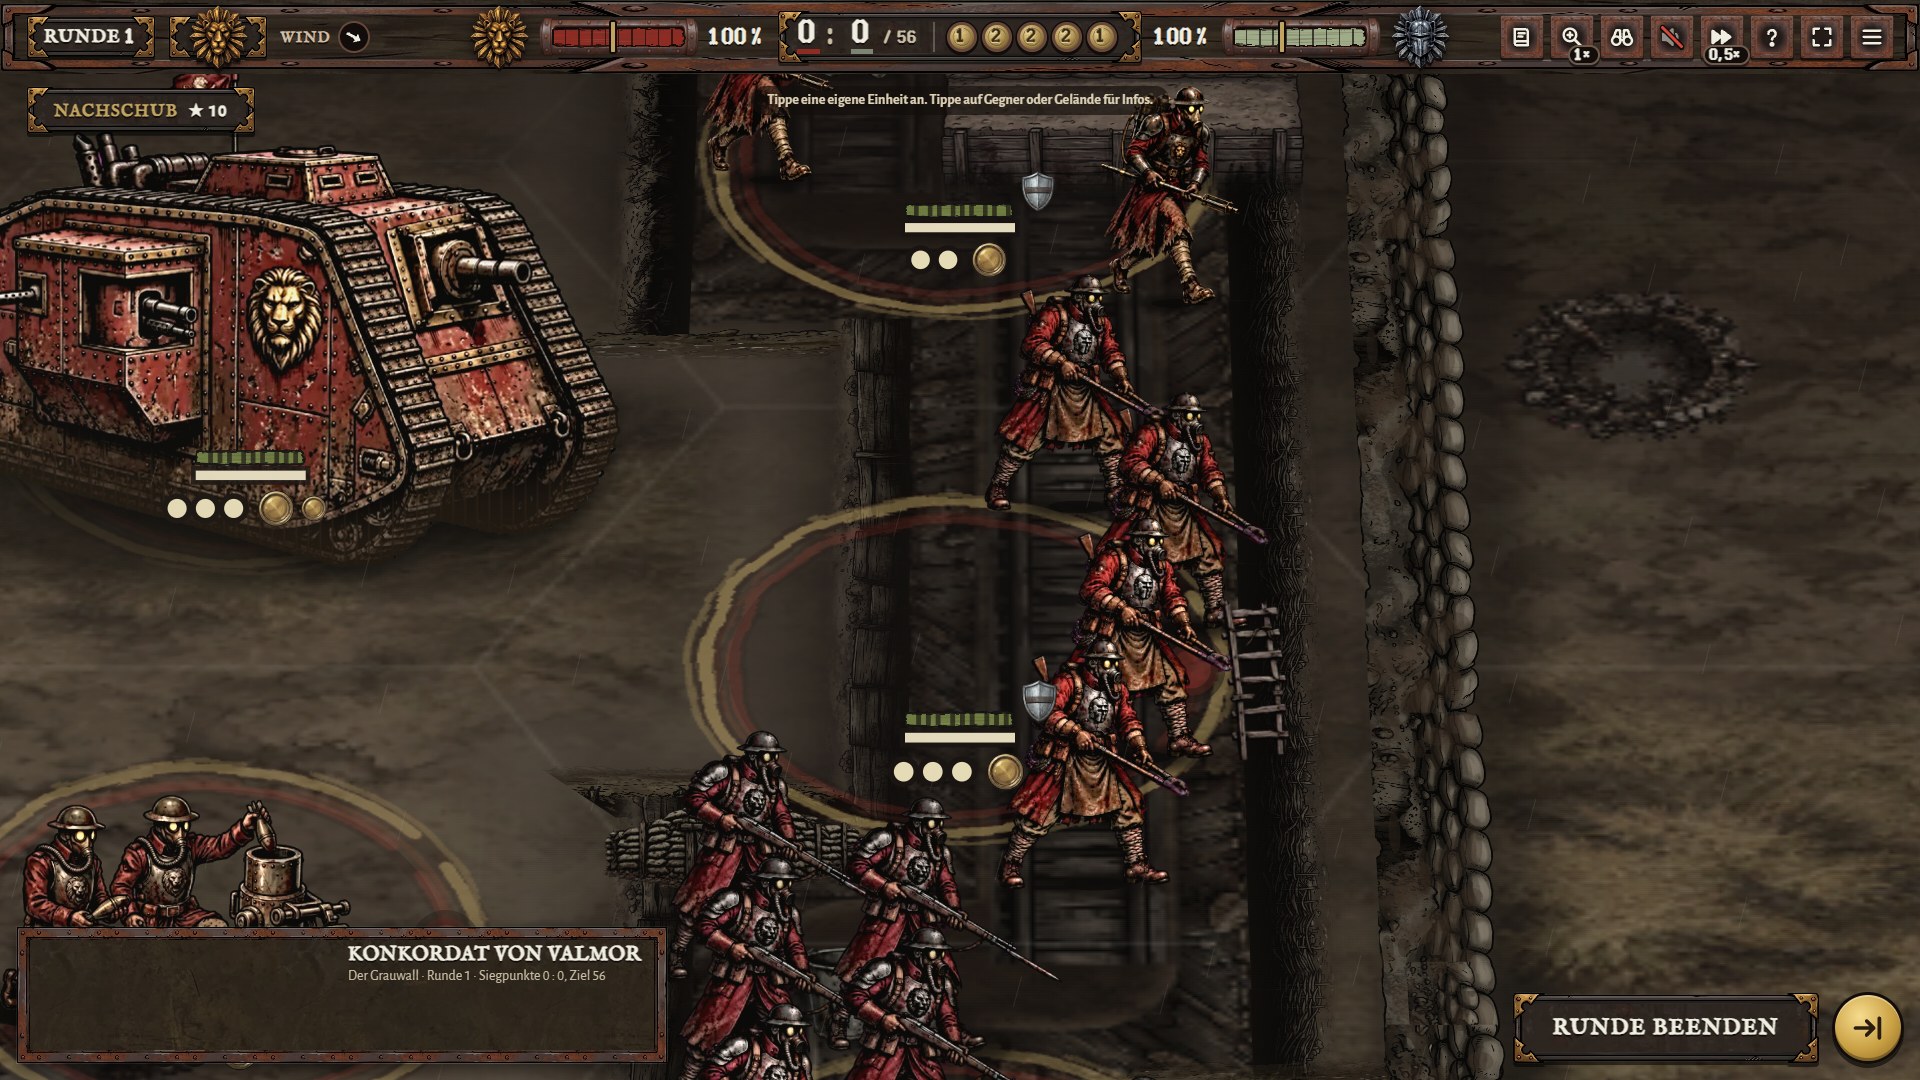 RUNDE 1
WIND
100%
0 : 0 / 56
1 2 2 2 1
100%
1×
0,5×
?
NACHSCHUB ★ 10
Tippe eine eigene Einheit an. Tippe auf Gegner oder Gelände für Infos.
KONKORDAT VON VALMOR
Der Grauwall · Runde 1 · Siegpunkte 0 : 0, Ziel 56
RUNDE BEENDEN